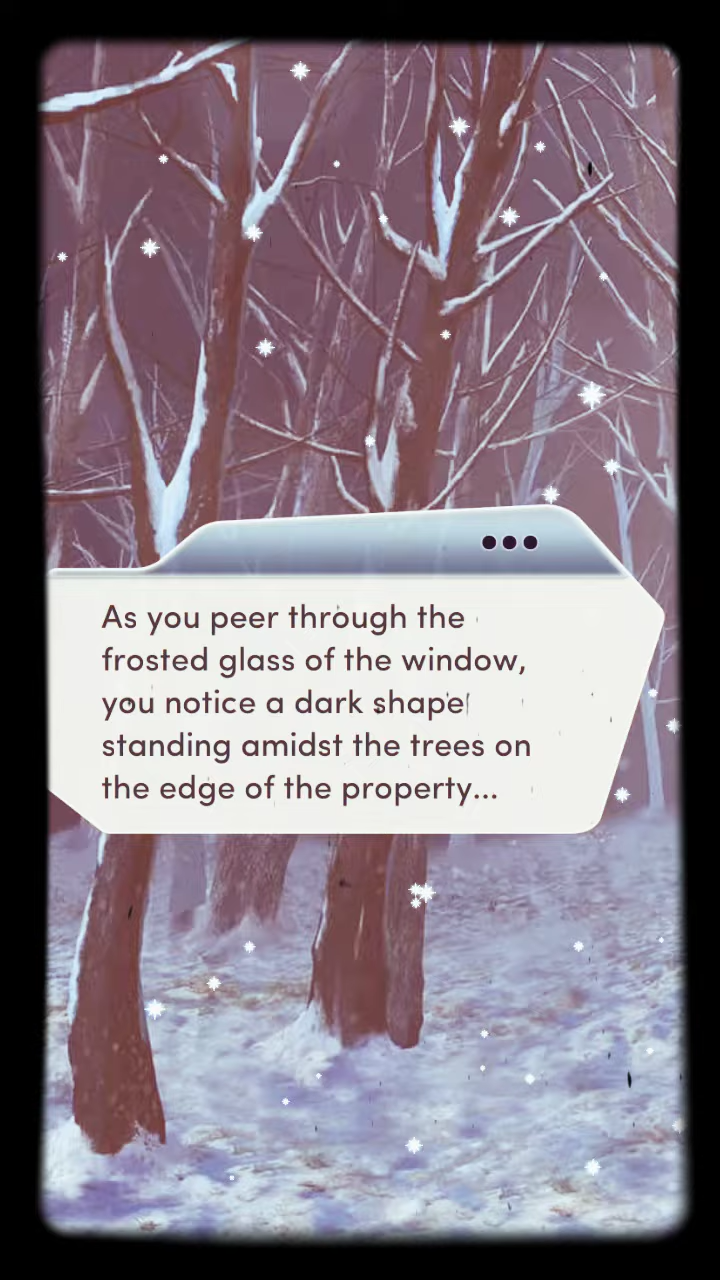 As you peer through the
frosted glass of the window,
you notice a dark shape
standing amidst the trees on
the edge of the property...